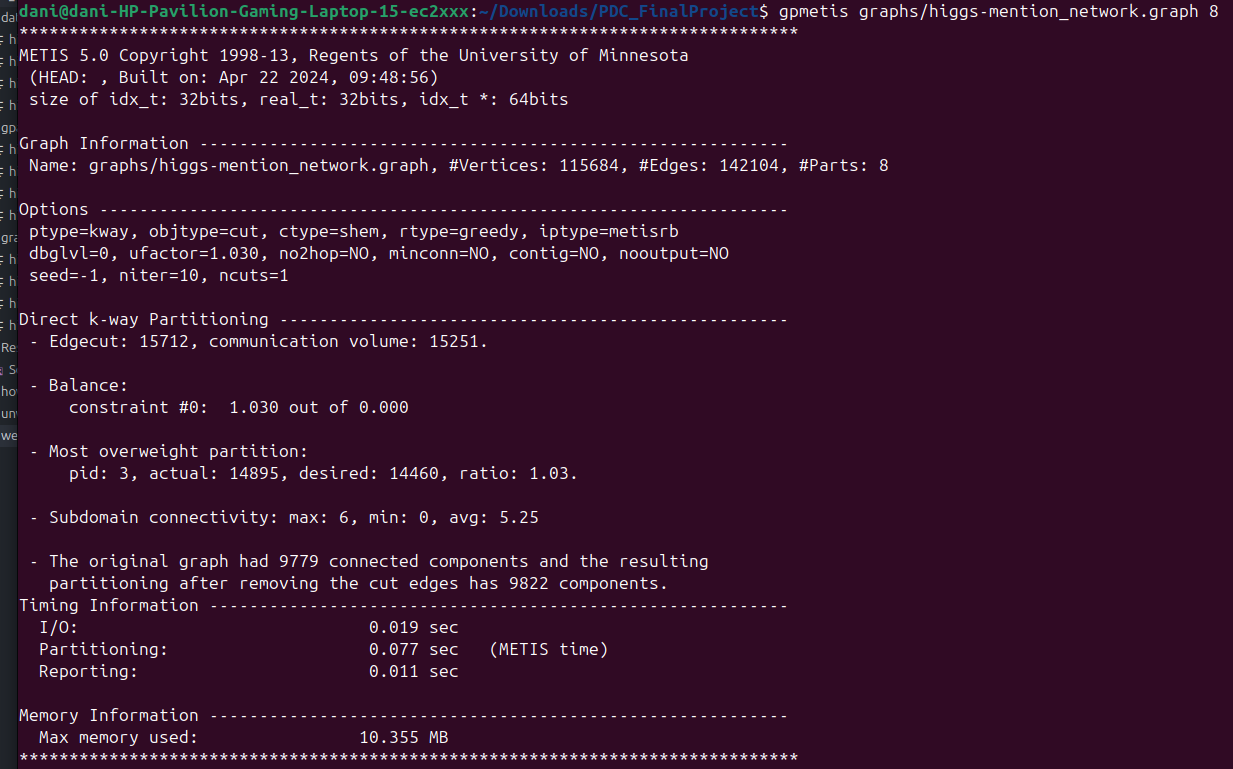 dani@dani-HP-Pavilion-Gaming-Laptop-15-ec2xxx:~/Downloads/PDC_FinalProject$ gpmetis graphs/higgs-mention_network.graph 8
******************************************************************************
METIS 5.0 Copyright 1998-13, Regents of the University of Minnesota
 (HEAD: , Built on: Apr 22 2024, 09:48:56)
 size of idx_t: 32bits, real_t: 32bits, idx_t *: 64bits

Graph Information -----------------------------------------------------------
 Name: graphs/higgs-mention_network.graph, #Vertices: 115684, #Edges: 142104, #Parts: 8

Options ---------------------------------------------------------------------
 ptype=kway, objtype=cut, ctype=shem, rtype=greedy, iptype=metisrb
 dbglvl=0, ufactor=1.030, no2hop=NO, minconn=NO, contig=NO, nooutput=NO
 seed=-1, niter=10, ncuts=1

Direct k-way Partitioning ---------------------------------------------------
 - Edgecut: 15712, communication volume: 15251.

 - Balance:
     constraint #0:  1.030 out of 0.000

 - Most overweight partition:
     pid: 3, actual: 14895, desired: 14460, ratio: 1.03.

 - Subdomain connectivity: max: 6, min: 0, avg: 5.25

 - The original graph had 9779 connected components and the resulting
   partitioning after removing the cut edges has 9822 components.
Timing Information ----------------------------------------------------------
  I/O:                             0.019 sec
  Partitioning:                    0.077 sec   (METIS time)
  Reporting:                       0.011 sec

Memory Information ----------------------------------------------------------
  Max memory used:                10.355 MB
******************************************************************************